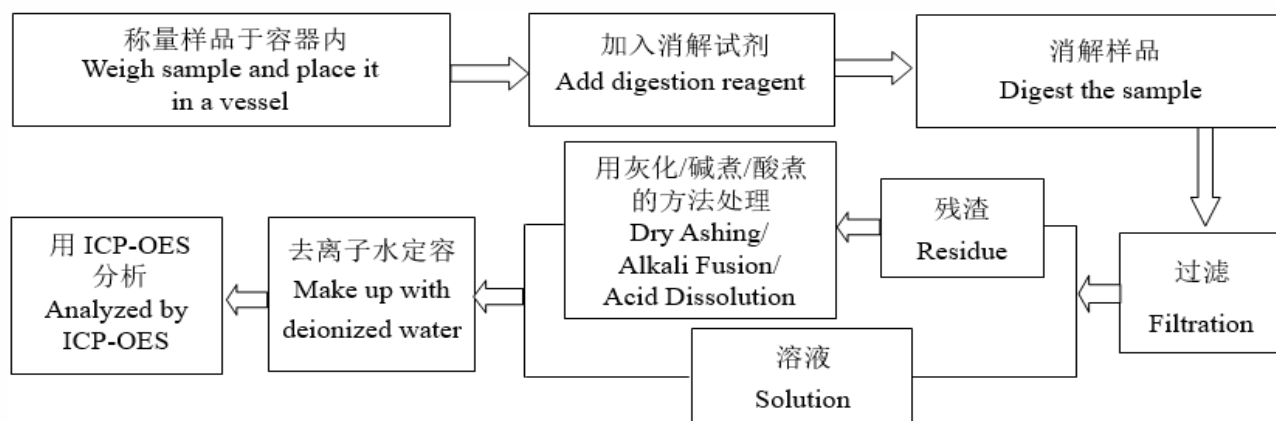 称量样品于容器内
Weigh sample and place it
in a vessel
加入消解试剂
Add digestion reagent
消解样品
Digest the sample
过滤
Filtration
残渣
Residue
用灰化/碱煮/酸煮
的方法处理
Dry Ashing/
Alkali Fusion/
Acid Dissolution
溶液
Solution
去离子水定容
Make up with
deionized water
用 ICP-OES
分析
Analyzed by
ICP-OES